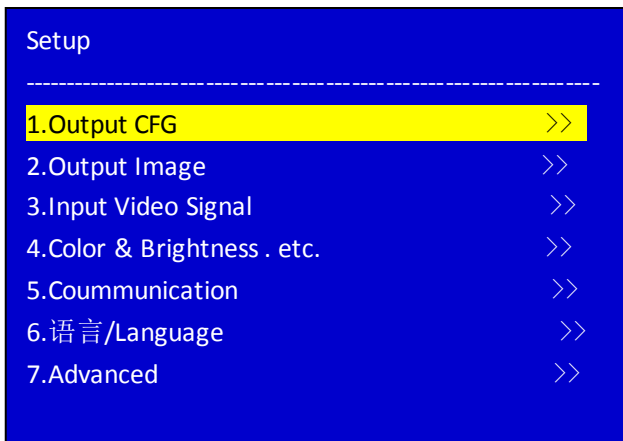 Setup
----------------------------------------------------------------------
1.Output CFG >>
2.Output Image >>
3.Input Video Signal >>
4.Color & Brightness . etc. >>
5.Coummunication >>
6.语言/Language >>
7.Advanced >>